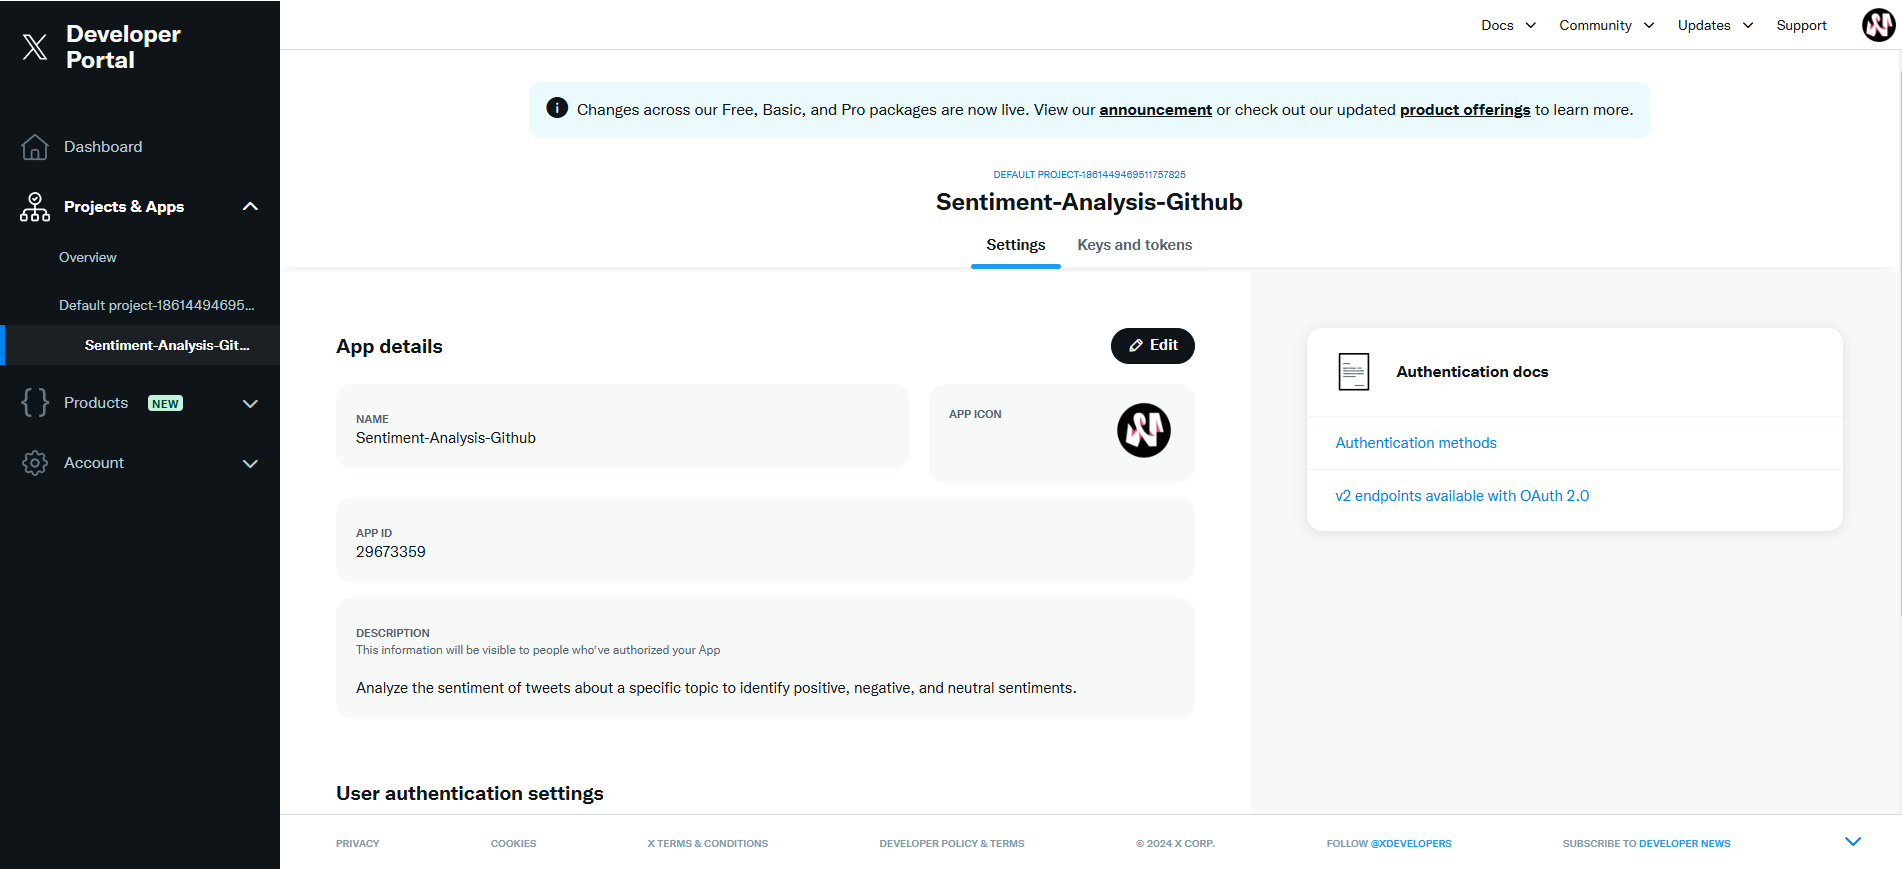 Developer
Portal
Dashboard
Projects & Apps
Overview
Default project-18614494695...
Sentiment-Analysis-Git...
Products NEW
Account
Docs Community Updates Support
Changes across our Free, Basic, and Pro packages are now live. View our announcement or check out our updated product offerings to learn more.
DEFAULT PROJECT-1861449469511757825
Sentiment-Analysis-Github
Settings Keys and tokens
App details
Edit
NAME
Sentiment-Analysis-Github
APP ICON
APP ID
29673359
DESCRIPTION
This information will be visible to people who've authorized your App
Analyze the sentiment of tweets about a specific topic to identify positive, negative, and neutral sentiments.
User authentication settings
Authentication docs
Authentication methods
v2 endpoints available with OAuth 2.0
PRIVACY COOKIES X TERMS & CONDITIONS DEVELOPER POLICY & TERMS © 2024 X CORP. FOLLOW @XDEVELOPERS SUBSCRIBE TO DEVELOPER NEWS